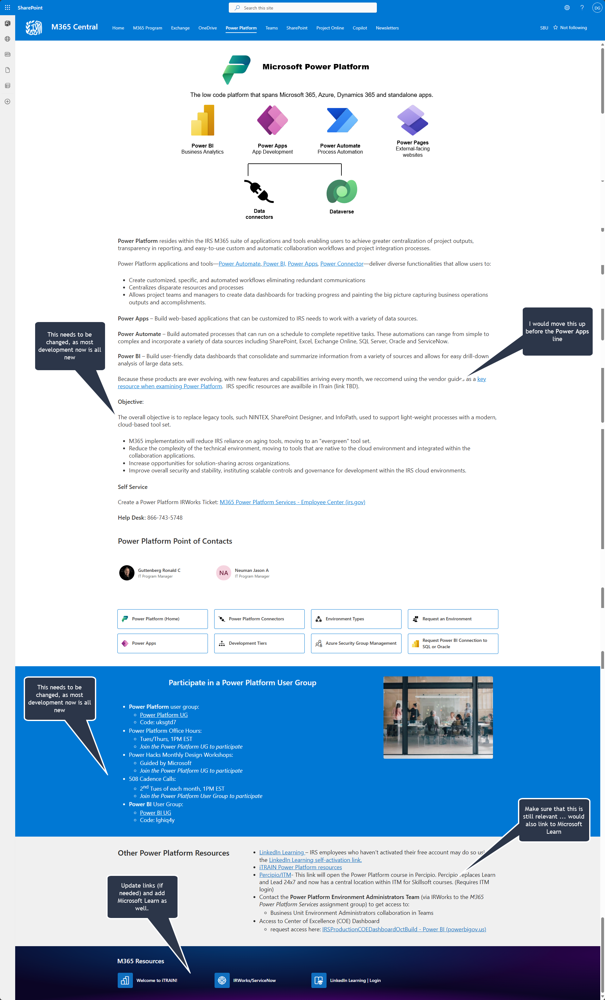 SharePoint
Search this site
DG
M365 Central
Home
M365 Program
Exchange
OneDrive
Power Platform
Teams
SharePoint
Project Online
Copilot
Newsletters
SBU
Not following
Microsoft Power Platform
The low code platform that spans Microsoft 365, Azure, Dynamics 365 and standalone apps.
Power BI
Business Analytics
Power Apps
App Development
Power Automate
Process Automation
Power Pages
External-facing
websites
Data
connectors
Dataverse
Power Platform resides within the IRS M365 suite of applications and tools enabling users to achieve greater centralization of project outputs,
transparency in reporting, and easy-to-use custom and automatic collaboration workflows and project integration processes.
Power Platform applications and tools—Power Automate, Power BI, Power Apps, Power Connector—deliver diverse functionalities that allow users to:
• Create customized, specific, and automated workflows eliminating redundant communications
• Centralizes disparate resources and processes
• Allows project teams and managers to create data dashboards for tracking progress and painting the big picture capturing business operations
outputs and accomplishments.
Power Apps – Build web-based applications that can be customized to IRS needs to work with a variety of data sources.
I would move this up
before the Power Apps
line
This needs to be
changed, as most
development now is all
new
Power Automate – Build automated processes that can run on a schedule to complete repetitive tasks. These automations can range from simple to
complex and incorporate a variety of data sources including SharePoint, Excel, Exchange Online, SQL Server, Oracle and ServiceNow.
Power BI – Build user-friendly data dashboards that consolidate and summarize information from a variety of sources and allows for easy drill-down
analysis of large data sets.
Because these products are ever evolving, with new features and capabilities arriving every month, we reccomend using the vendor guides as a key
resource when examining Power Platform.  IRS specific resources are availbile in ITrain (link TBD).
Objective:
The overall objective is to replace legacy tools, such NINTEX, SharePoint Designer, and InfoPath, used to support light-weight processes with a modern,
cloud-based tool set.
• M365 implementation will reduce IRS reliance on aging tools, moving to an "evergreen" tool set.
• Reduce the complexity of the technical environment, moving to tools that are native to the cloud environment and integrated within the
collaboration applications.
• Increase opportunities for solution-sharing across organizations.
• Improve overall security and stability, instituting scalable controls and governance for development within the IRS cloud environments.
Self Service
Create a Power Platform IRWorks Ticket: M365 Power Platform Services - Employee Center (irs.gov)
Help Desk: 866-743-5748
Power Platform Point of Contacts
Guttenberg Ronald C
IT Program Manager
NA
Neuman Jason A
IT Program Manager
Power Platform (Home)
Power Platform Connectors
Environment Types
Request an Environment
Power Apps
Development Tiers
Azure Security Group Management
Request Power BI Connection to
SQL or Oracle
Participate in a Power Platform User Group
This needs to be
changed, as most
development now is all
new
• Power Platform user group:
◦ Power Platform UG
◦ Code: uksgtd7
• Power Platform Office Hours:
◦ Tues/Thurs, 1PM EST
◦ Join the Power Platform UG to participate
• Power Hacks Monthly Design Workshops:
◦ Guided by Microsoft
◦ Join the Power Platform UG to participate
• 508 Cadence Calls:
◦ 2nd Tues of each month, 1PM EST
◦ Join the Power Platform User Group to participate
• Power BI User Group:
◦ Power BI UG
◦ Code: lghiq4y
Make sure that this is
still relevant ... would
also link to Microsoft
Learn
Other Power Platform Resources
• LinkedIn Learning – IRS employees who haven't activated their free account may do so
the LinkedIn Learning self-activation link.
• iTRAIN Power Platform resources
• Percipio/ITM- This link will open the Power Platform course in Percipio. Percipio replaces Learn
and Lead 24x7 and now has a central location within ITM for Skillsoft courses. (Requires ITM
login)
• Contact the Power Platform Environment Administrators Team (via IRWorks to the M365
Power Platform Services assignment group) to get access to:
◦ Business Unit Environment Administrators collaboration in Teams
• Access to Center of Excellence (COE) Dashboard
◦ request access here: IRSProductionCOEDashboardOctBuild - Power BI (powerbigov.us)
Update links (if
needed) and add
Microsoft Learn as
well.
M365 Resources
Welcome to iTRAIN!
IRWorks/ServiceNow
LinkedIn Learning | Login